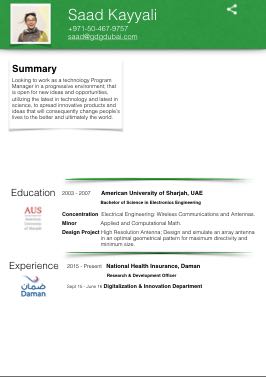 Saad Kayyali
+971-50-467-9757
saad@gdgdubai.com
Summary
Looking to work as a technology Program
Manager in a progressive environment; that
is open for new ideas and opportunities,
utilizing the latest in technology and latest in
science, to spread innovative products and
ideas that will consequently change people's
lives to the better and ultimately the world.
Education 2003 - 2007 American University of Sharjah, UAE
Bachelor of Science in Electronics Engineering
AUS
Concentration Electrical Engineering: Wireless Communications and Antennas.
Minor Applied and Computational Math.
Design Project High Resolution Antenna: Design and simulate an array antenna
in an optimal geometrical pattern for maximum directivity and
minimum size.
Experience 2015 - Present National Health Insurance, Daman
Research & Development Officer
ضمان
Daman
Sept 15 - June 16 Digitalization & Innovation Department